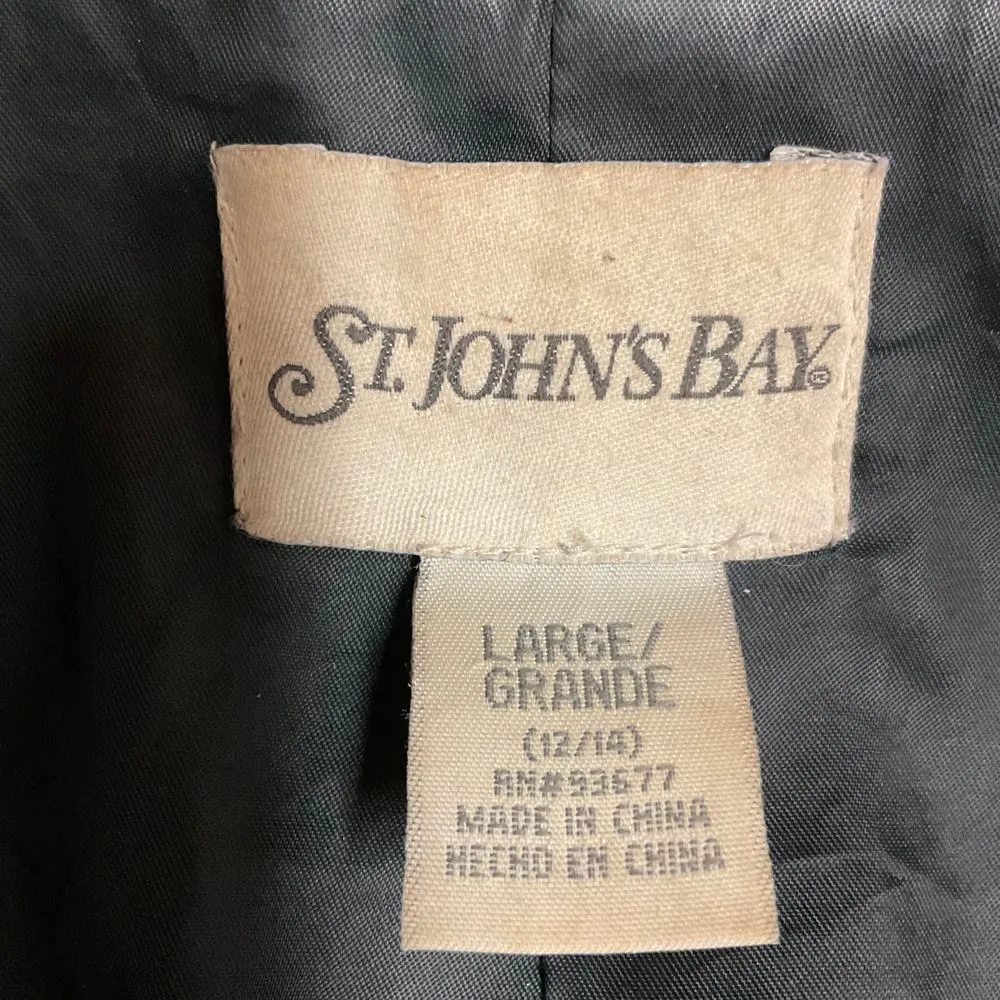 ST. JOHN'S BAY®
LARGE/
GRANDE
(12/14)
RN#93677
MADE IN CHINA
HECHO EN CHINA